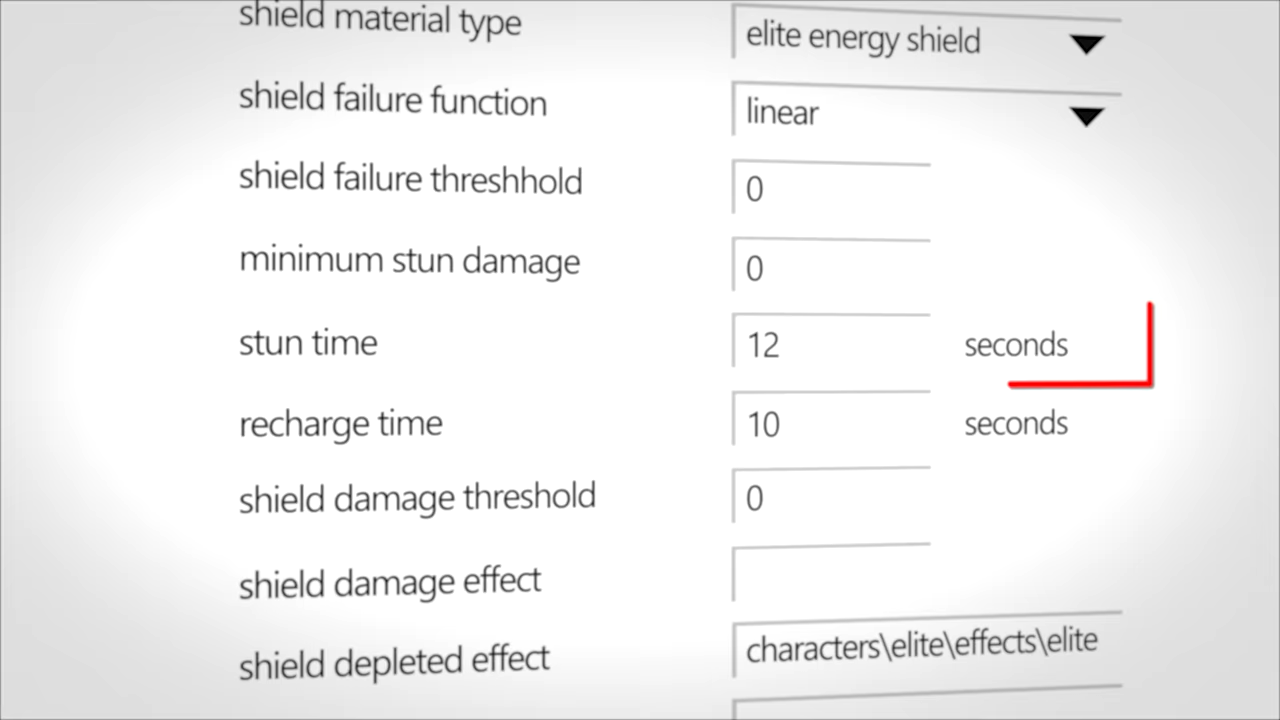 shield material type elite energy shield
shield failure function linear
shield failure threshhold 0
minimum stun damage 0
stun time 12 seconds
recharge time 10 seconds
shield damage threshold 0
shield damage effect
shield depleted effect characters\elite\effects\elite